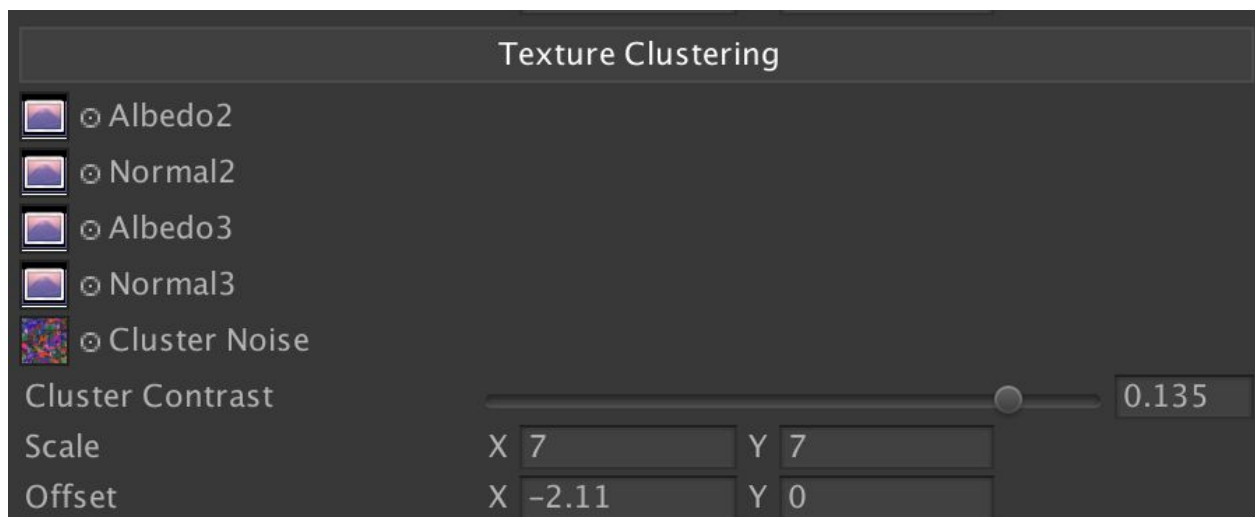 Texture Clustering
Albedo2
Normal2
Albedo3
Normal3
Cluster Noise
Cluster Contrast 0.135
Scale X 7 Y 7
Offset X -2.11 Y 0